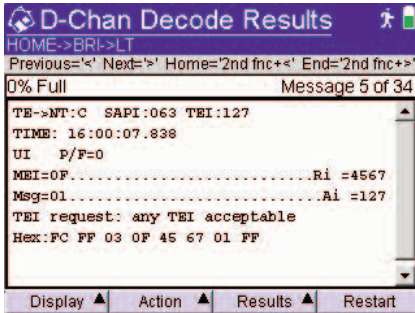 D-Chan Decode Results
HOME->BRI->LT
Previous='<' Next='>' Home='2nd fnc+<' End='2nd fnc+>'
0% Full Message 5 of 34
TE->NT:C SAPI:063 TEI:127
TIME: 16:00:07.838
UI P/F=0
MEI=0F..............................Ri =4567
Msg=01...............................Ai =127
TEI request: any TEI acceptable
Hex:FC FF 03 0F 45 67 01 FF
Display Action Results Restart